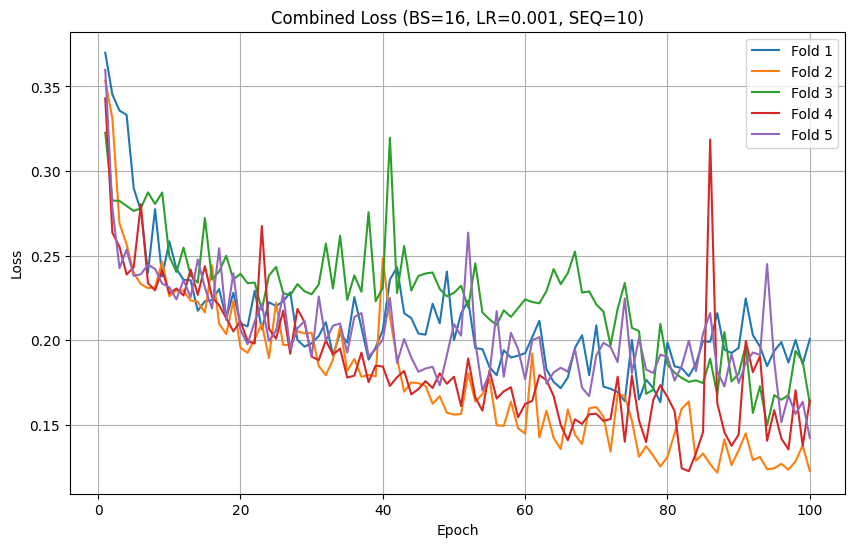 Combined Loss (BS=16, LR=0.001, SEQ=10)
Fold 1
Fold 2
Fold 3
Fold 4
Fold 5
Loss
0.35
0.30
0.25
0.20
0.15
0 20 40 60 80 100
Epoch